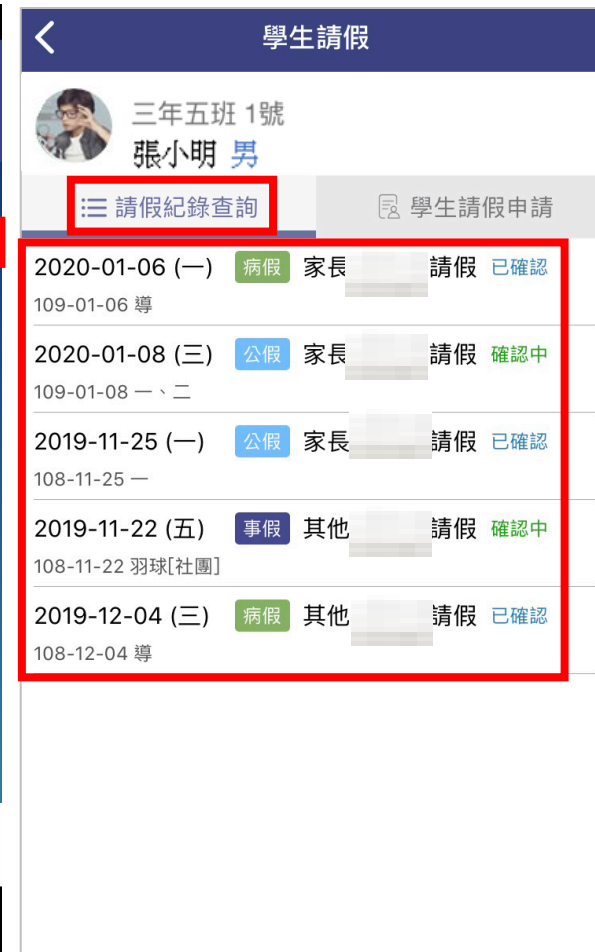 學生請假
三年五班 1號
張小明 男
請假紀錄查詢 學生請假申請
2020-01-06 (一) 病假 家長 請假 已確認
109-01-06 導
2020-01-08 (三) 公假 家長 請假 確認中
109-01-08 一、二
2019-11-25 (一) 公假 家長 請假 已確認
108-11-25 一
2019-11-22 (五) 事假 其他 請假 確認中
108-11-22 羽球[社團]
2019-12-04 (三) 病假 其他 請假 已確認
108-12-04 導